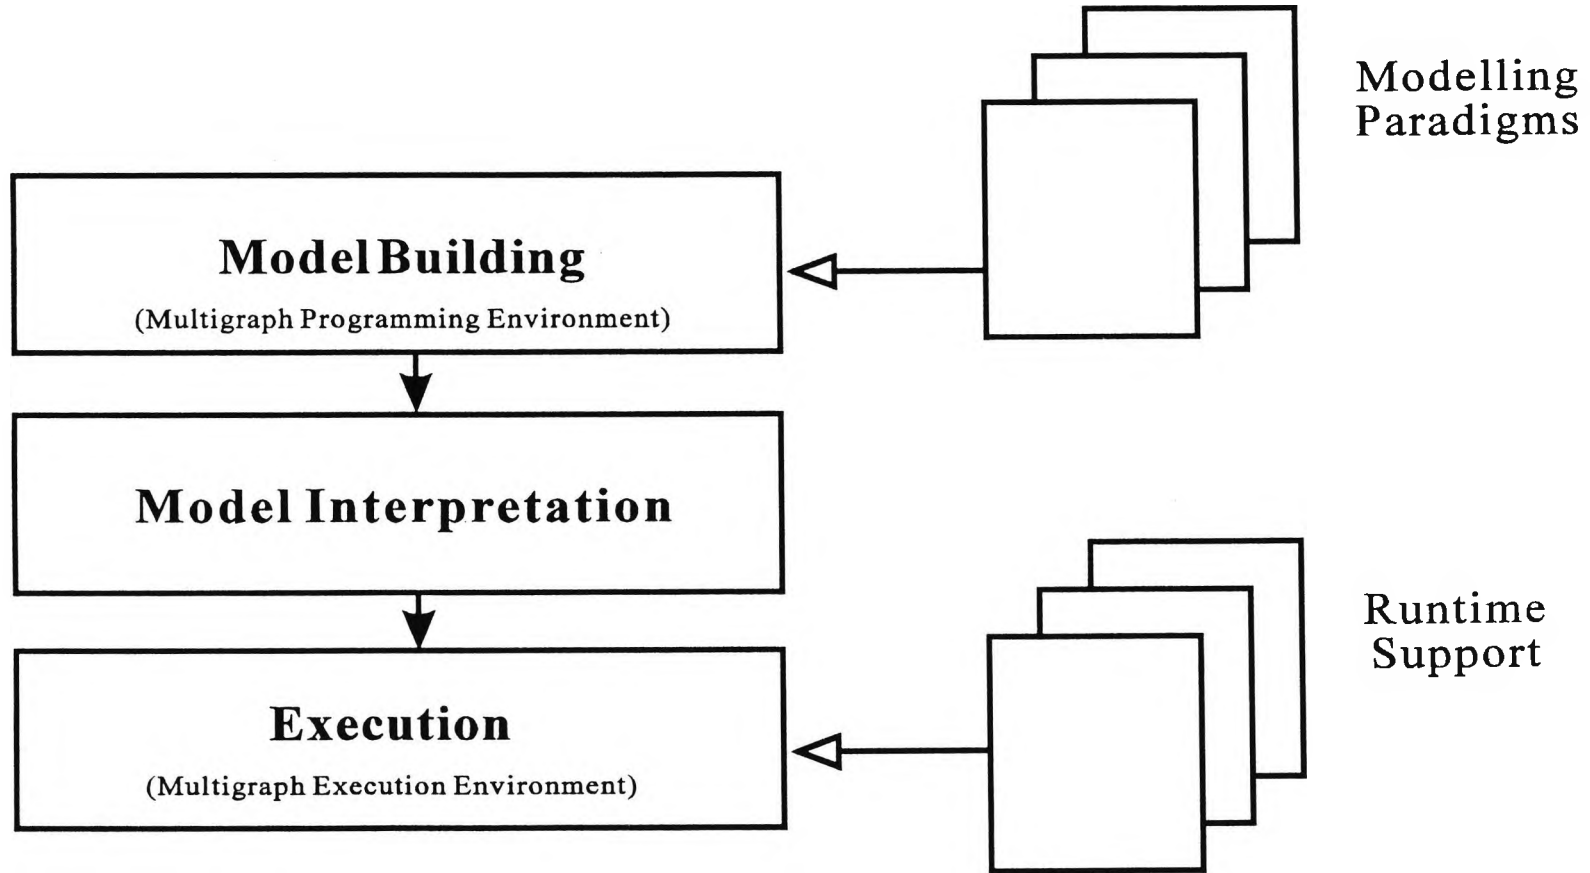 Modelling
Paradigms
Model Building
(Multigraph Programming Environment)
Model Interpretation
Runtime
Support
Execution
(Multigraph Execution Environment)